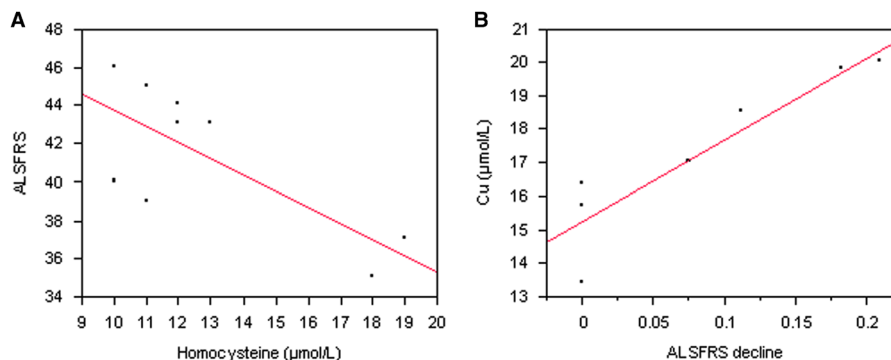 A
48
46
44
42
40
38
36
34
ALSFRS
9 10 11 12 13 14 15 16 17 18 19 20
Homocysteine (µmol/L)
B
21
20
19
18
17
16
15
14
13
Cu (µmol/L)
0 0.05 0.1 0.15 0.2
ALSFRS decline